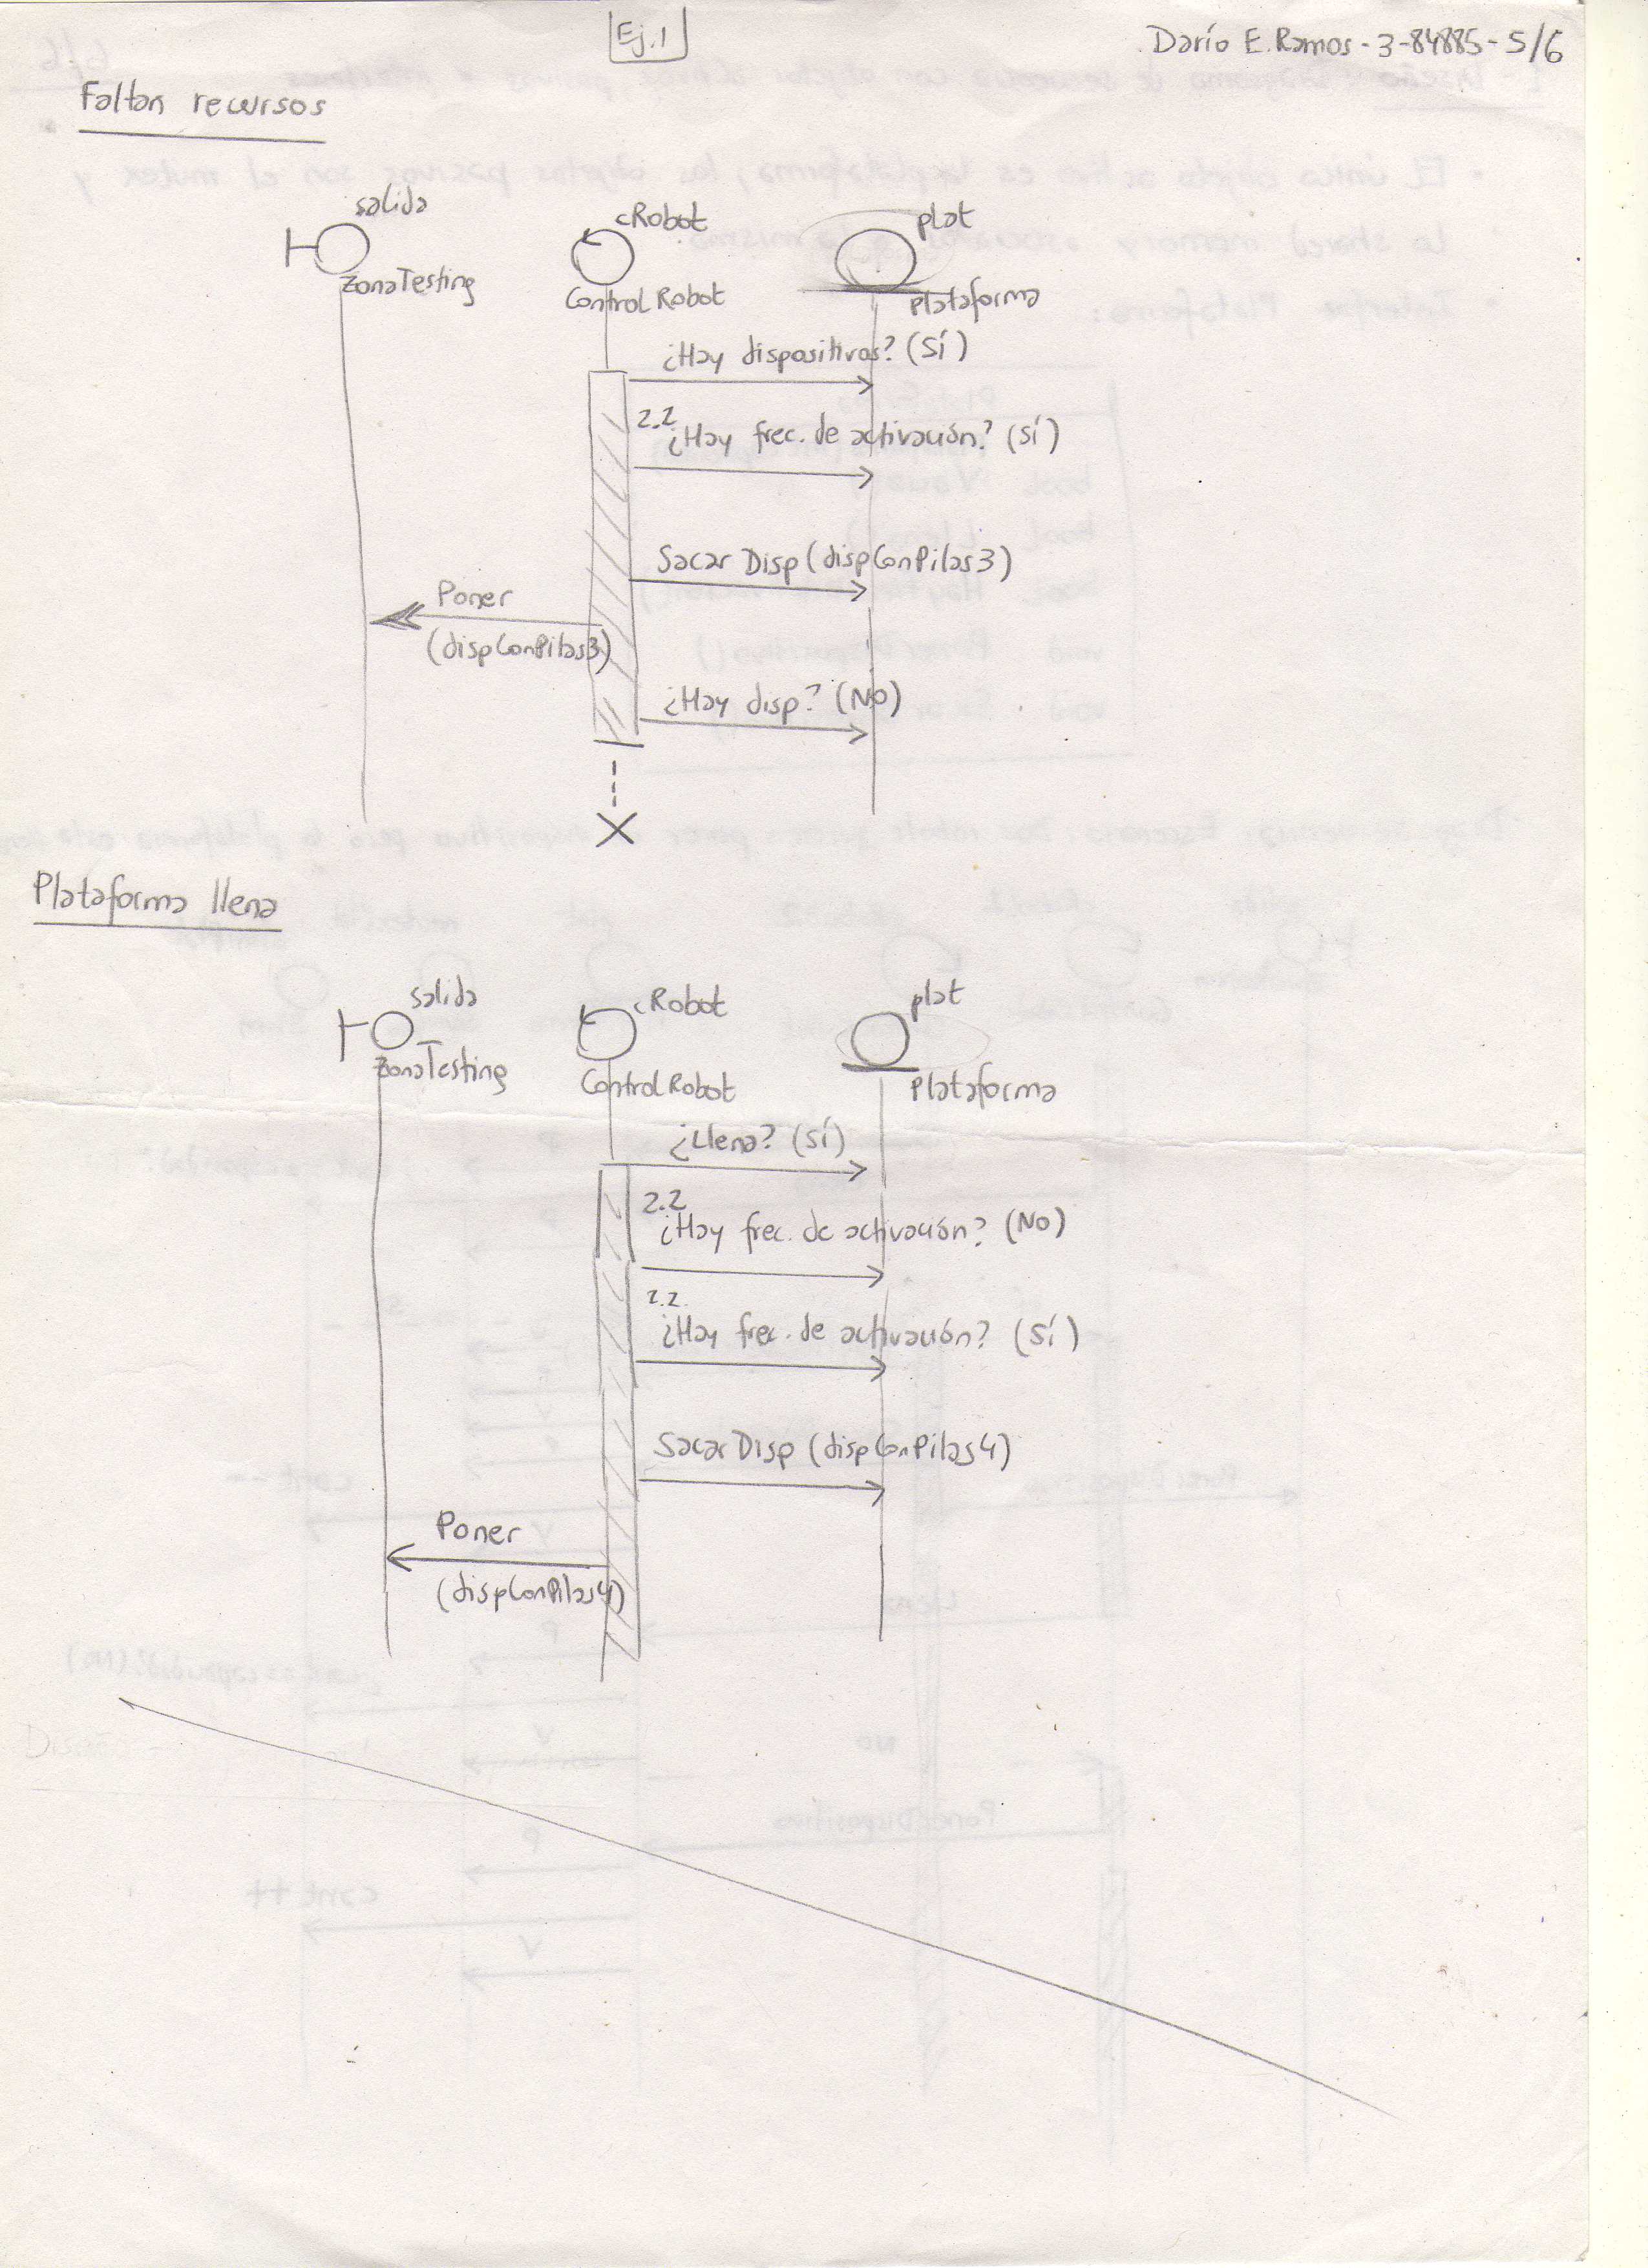 Ej.1
Darío E. Ramos - 3-84885 - 5/6
Faltan recursos
salida
cRobot
plat
ZonaTesting
ControlRobot
Plataforma
¿Hay dispositivos? (Sí)
2.2
¿Hay frec. de activación? (Sí)
SacarDisp (dispConPilas3)
Poner
(dispConPilas3)
¿Hay disp? (No)
Plataforma llena
salida
cRobot
plat
ZonaTesting
ControlRobot
Plataforma
¿Llena? (Sí)
2.2
¿Hay frec. de activación? (No)
2.2.
¿Hay frec. de activación? (Sí)
SacarDisp (dispConPilas4)
Poner
(dispConPilas4)